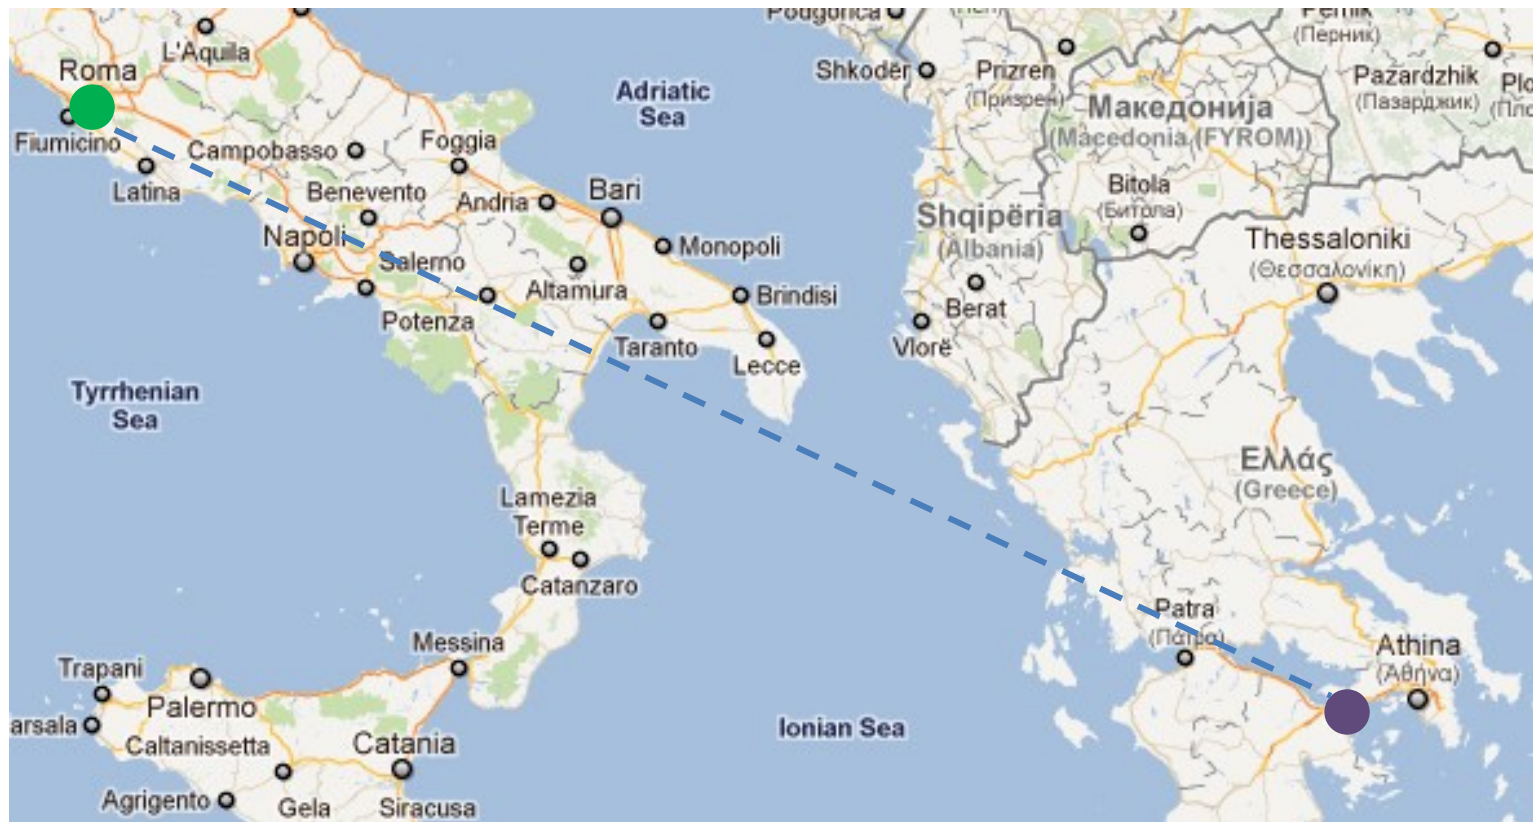 Podgorica
Pernik
(Перник)
L'Aquila
Roma
Shkodër
Prizren
(Призрен)
Pazardzhik
(Пазарджик)
Adriatic
Sea
Македонија
(Macedonia (FYROM))
Fiumicino
Campobasso
Foggia
Latina
Benevento
Andria
Bari
Bitola
(Битола)
Shqipëria
(Albania)
Napoli
Salerno
Monopoli
Thessaloniki
(Θεσσαλονίκη)
Altamura
Brindisi
Berat
Potenza
Taranto
Vlorë
Lecce
Tyrrhenian
Sea
Ελλάς
(Greece)
Lamezia
Terme
Catanzaro
Patra
(Πάτρα)
Messina
Athina
(Αθήνα)
Trapani
Palermo
arsala
Ionian Sea
Caltanissetta
Catania
Agrigento
Gela
Siracusa